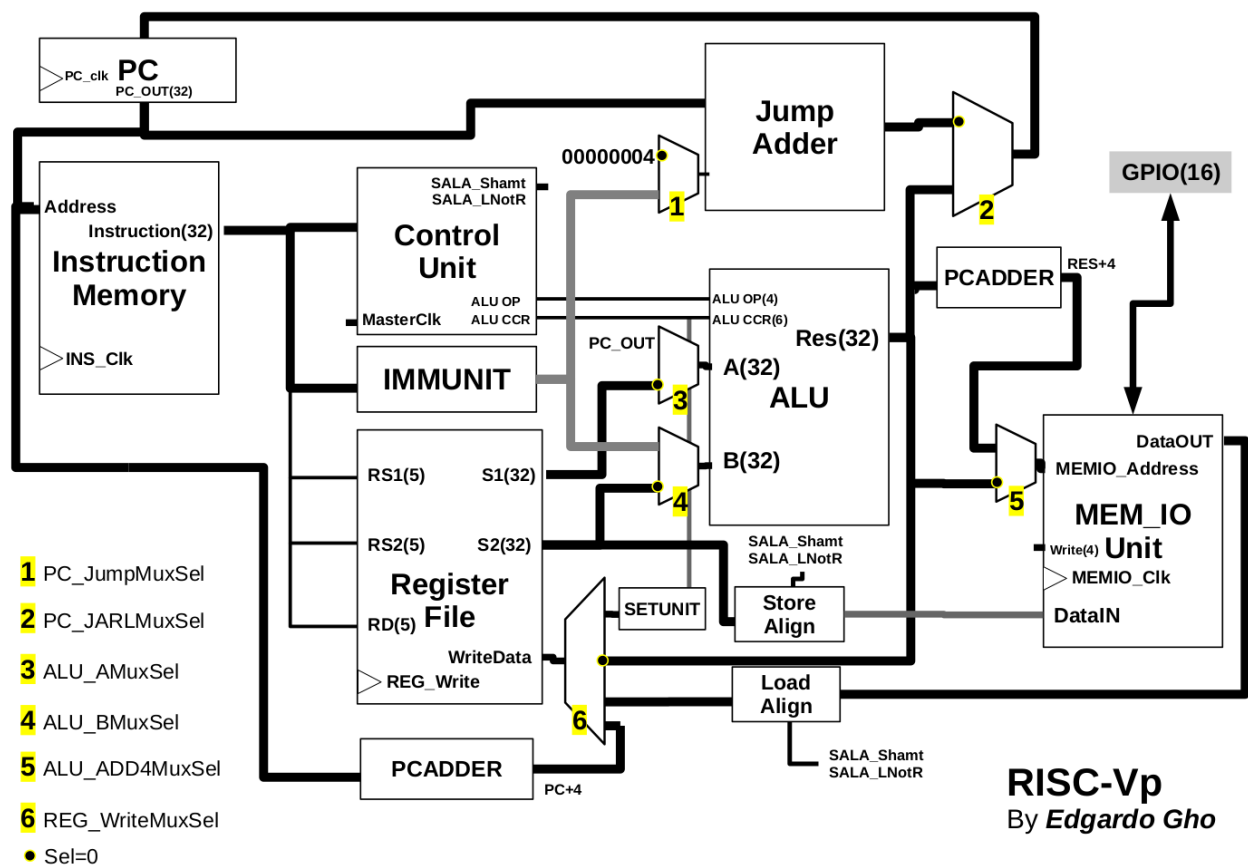 PC_clk PC
PC_OUT(32)
Jump
Adder
00000004
1
2
GPIO(16)
Address
Instruction(32)
Instruction
Memory
INS_Clk
SALA_Shamt
SALA_LNotR
Control
Unit
ALU OP
MasterClk
ALU CCR
IMMUNIT
PC_OUT
3
ALU OP(4)
ALU CCR(6)
Res(32)
A(32)
ALU
B(32)
4
PCADDER
RES+4
5
DataOUT
MEMIO_Address
MEM_IO
Write(4) Unit
MEMIO_Clk
DataIN
RS1(5)
S1(32)
RS2(5)
S2(32)
Register
File
RD(5)
WriteData
REG_Write
SETUNIT
SALA_Shamt
SALA_LNotR
Store
Align
6
Load
Align
SALA_Shamt
SALA_LNotR
PCADDER
PC+4
1 PC_JumpMuxSel
2 PC_JARLMuxSel
3 ALU_AMuxSel
4 ALU_BMuxSel
5 ALU_ADD4MuxSel
6 REG_WriteMuxSel
Sel=0
RISC-Vp
By Edgardo Gho